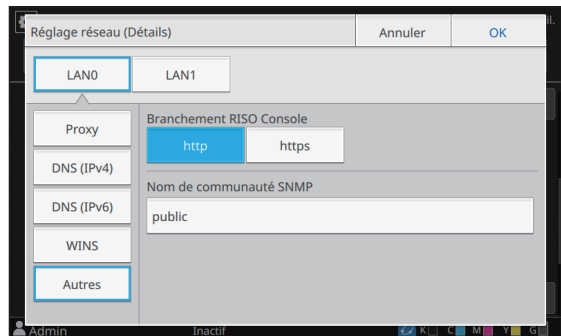 Réglage réseau (Détails)
Annuler
OK
il.
LAN0
LAN1
Proxy
DNS (IPv4)
DNS (IPv6)
WINS
Autres
Branchement RISO Console
http
https
Nom de communauté SNMP
public
Admin
Inactif
K C M Y G